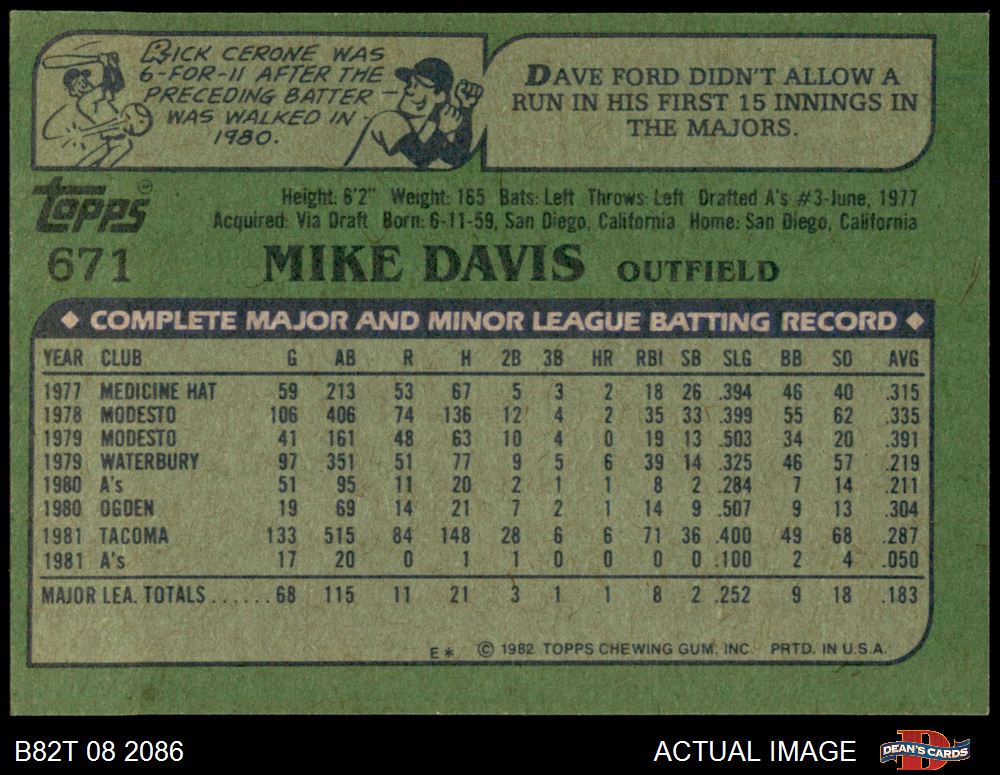 RICK CERONE WAS
6-FOR-11 AFTER THE
PRECEDING BATTER
WAS WALKED IN
1980.
DAVE FORD DIDN'T ALLOW A
RUN IN HIS FIRST 15 INNINGS IN
THE MAJORS.
Topps
Height: 6'2" Weight: 165 Bats: Left Throws: Left Drafted A's #3-June, 1977
Acquired: Via Draft Born: 6-11-59, San Diego, California Home: San Diego, California
671 MIKE DAVIS OUTFIELD
◆ COMPLETE MAJOR AND MINOR LEAGUE BATTING RECORD ◆
YEAR CLUB G AB R H 2B 3B HR RBI SB SLG BB SO AVG
1977 MEDICINE HAT 59 213 53 67 5 3 2 18 26 .394 46 40 .315
1978 MODESTO 106 406 74 136 12 4 2 35 33 .399 55 62 .335
1979 MODESTO 41 161 48 63 10 4 0 19 13 .503 34 20 .391
1979 WATERBURY 97 351 51 77 9 5 6 39 14 .325 46 57 .219
1980 A's 51 95 11 20 2 1 1 8 2 .284 7 14 .211
1980 OGDEN 19 69 14 21 7 2 1 14 9 .507 9 13 .304
1981 TACOMA 133 515 84 148 28 6 6 71 36 .400 49 68 .287
1981 A's 17 20 0 1 1 0 0 0 0 .100 2 4 .050
MAJOR LEA. TOTALS......68 115 11 21 3 1 1 8 2 .252 9 18 .183
E* © 1982 TOPPS CHEWING GUM, INC. PRTD. IN U.S.A.
B82T 08 2086
ACTUAL IMAGE
DEAN'S CARDS